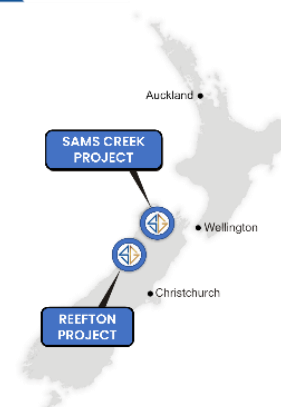 Auckland
SAMS CREEK
PROJECT
Wellington
Christchurch
REEFTON
PROJECT